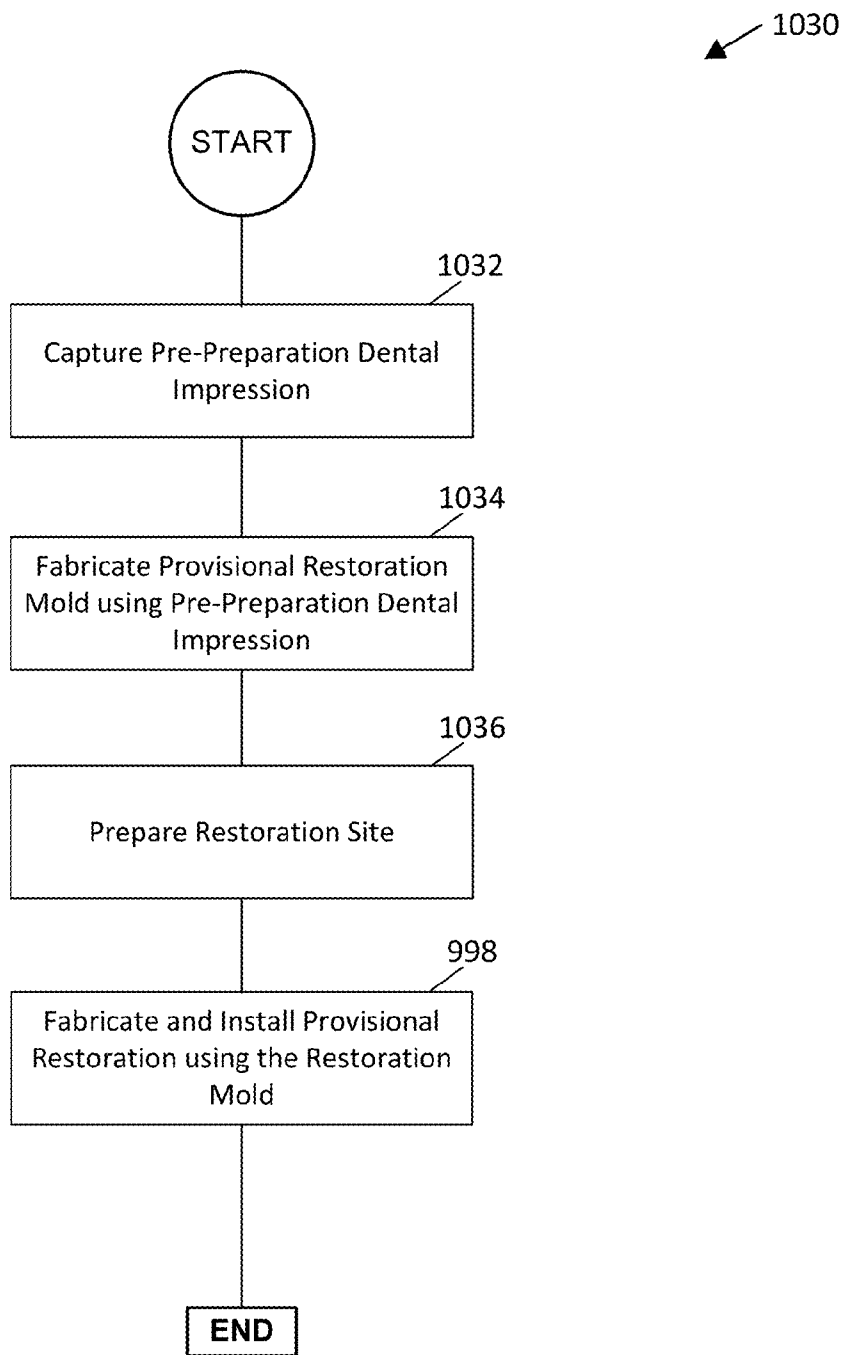 1030
START
1032
Capture Pre-Preparation Dental
Impression
1034
Fabricate Provisional Restoration
Mold using Pre-Preparation Dental
Impression
1036
Prepare Restoration Site
998
Fabricate and Install Provisional
Restoration using the Restoration
Mold
END